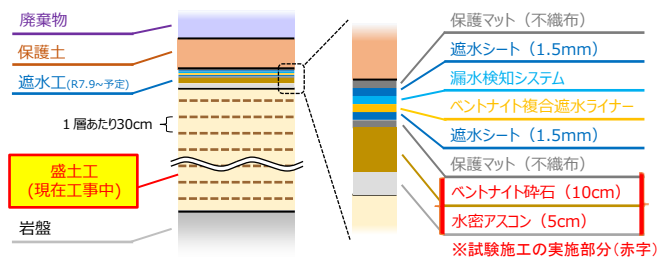 廃棄物
保護土
遮水工(R7.9~予定)
1層あたり30cm
盛土工
(現在工事中)
岩盤
保護マット（不織布）
遮水シート（1.5mm）
漏水検知システム
ベントナイト複合遮水ライナー
遮水シート（1.5mm）
保護マット（不織布）
ベントナイト砕石（10cm）
水密アスコン（5cm）
※試験施工の実施部分(赤字)